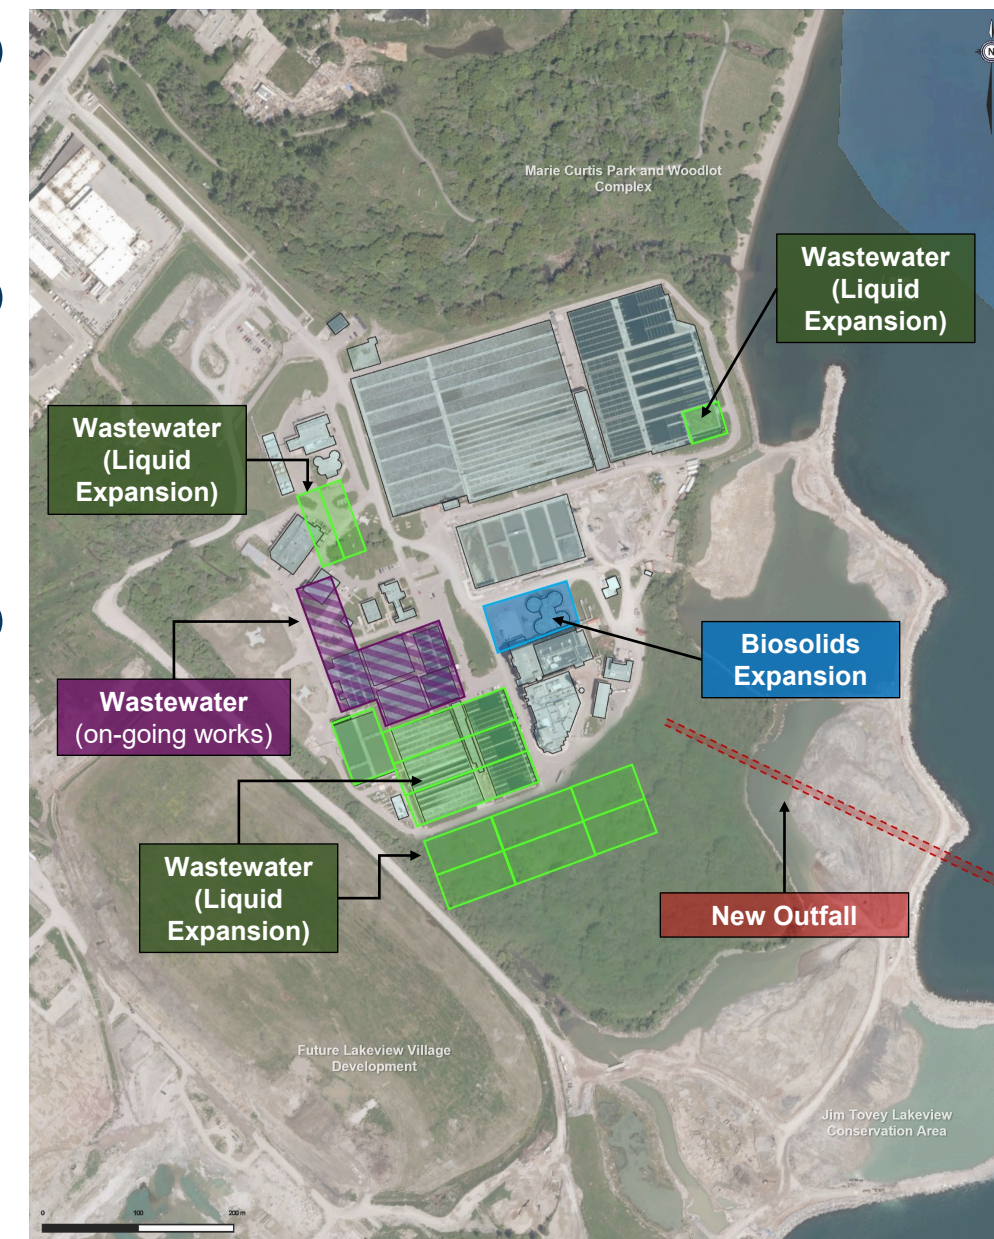 N
Marie Curtis Park and Woodlot
Complex
Wastewater
(Liquid
Expansion)
Wastewater
(Liquid
Expansion)
Biosolids
Expansion
Wastewater
(on-going works)
Wastewater
(Liquid
Expansion)
New Outfall
Future Lakeview Village
Development
Jim Tovey Lakeview
Conservation Area
0 100 200 m